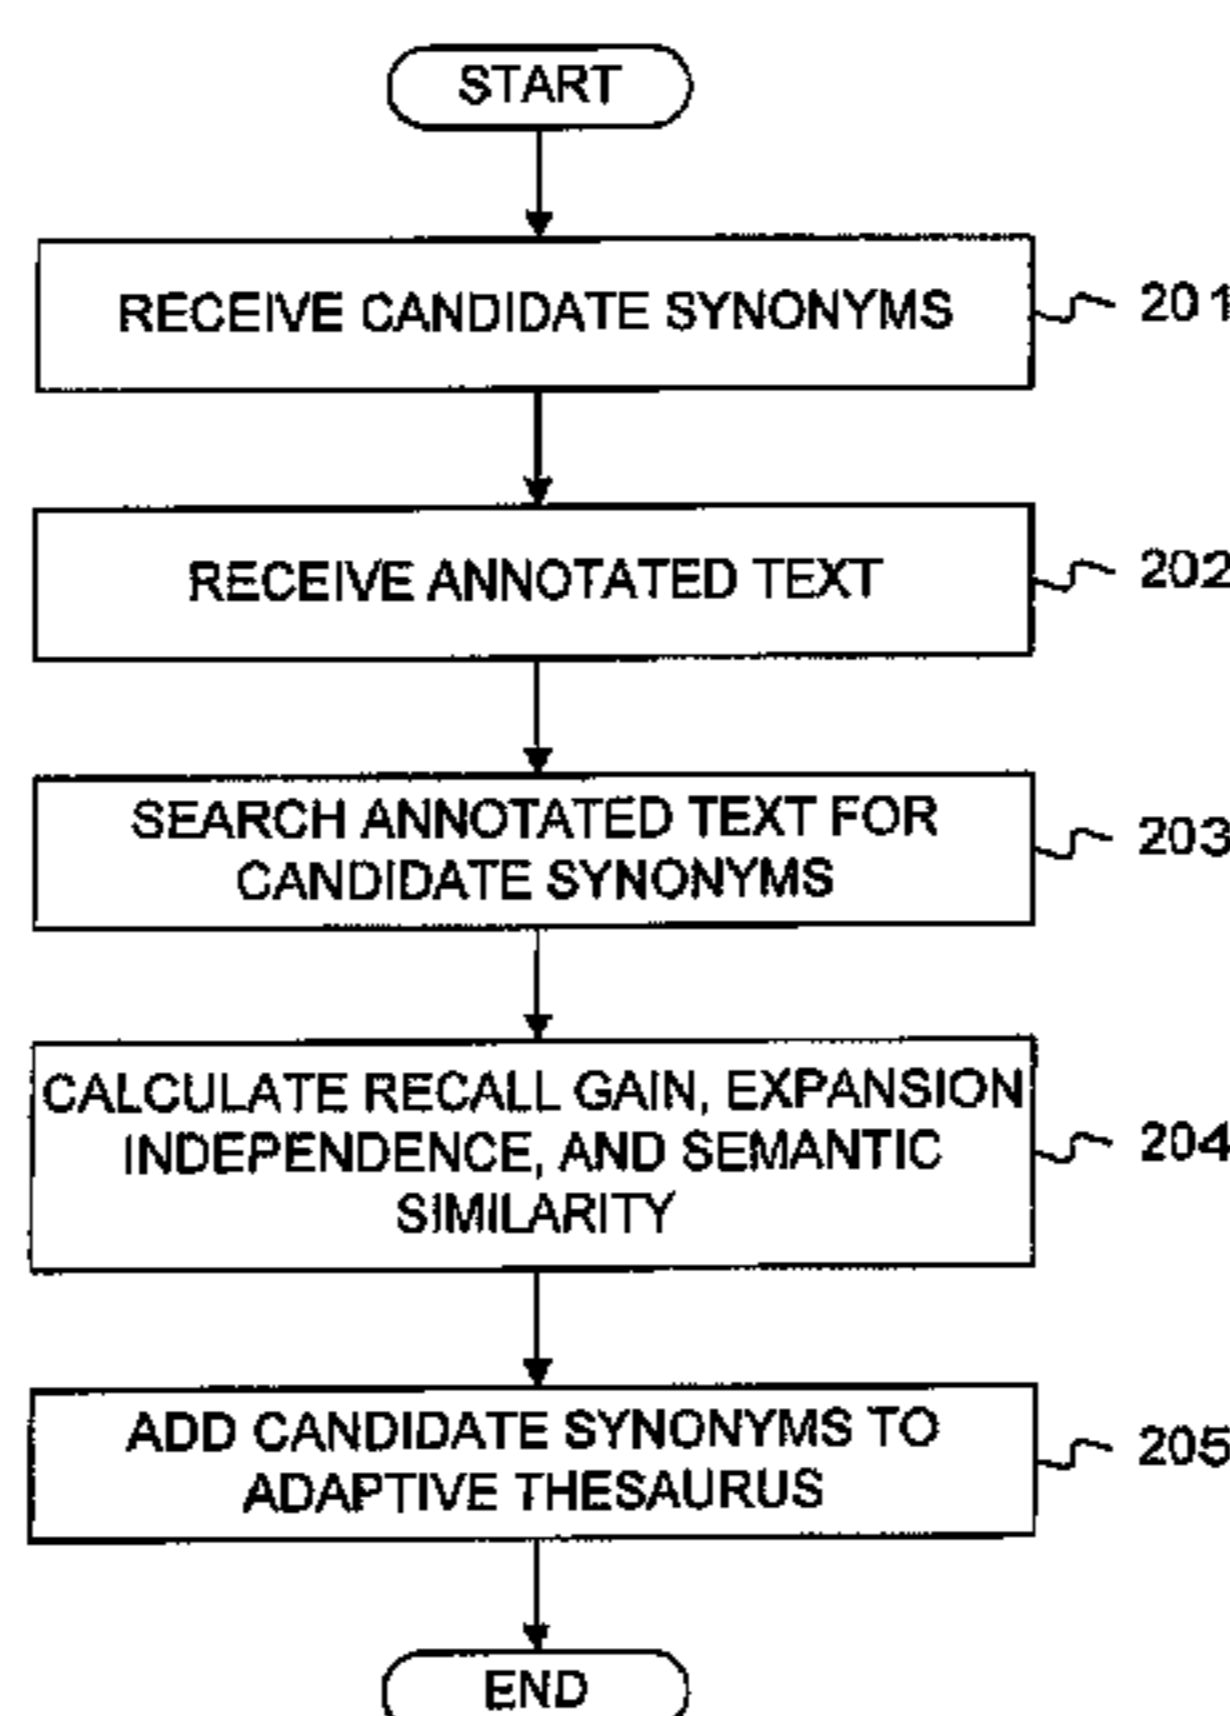 START
RECEIVE CANDIDATE SYNONYMS
201
RECEIVE ANNOTATED TEXT
202
SEARCH ANNOTATED TEXT FOR
CANDIDATE SYNONYMS
203
CALCULATE RECALL GAIN, EXPANSION
INDEPENDENCE, AND SEMANTIC
SIMILARITY
204
ADD CANDIDATE SYNONYMS TO
ADAPTIVE THESAURUS
205
END